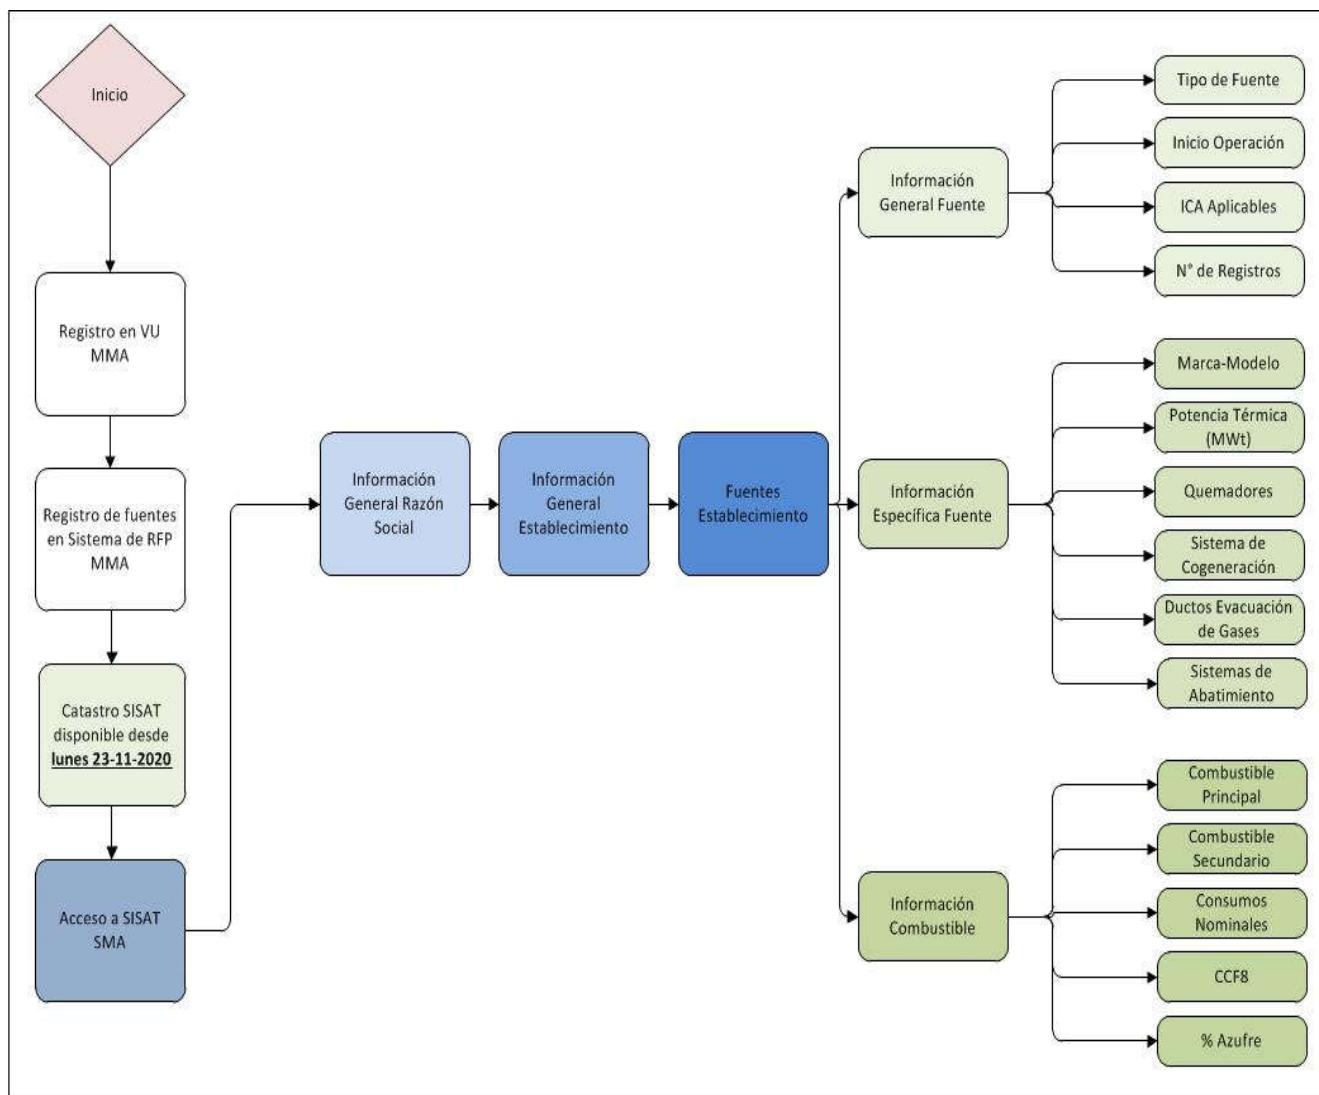 Inicio
Registro en VU
MMA
Registro de fuentes
en Sistema de RFP
MMA
Catastro SISAT
disponible desde
lunes 23-11-2020
Acceso a SISAT
SMA
Información
General Razón
Social
Información
General
Establecimiento
Fuentes
Establecimiento
Información
General Fuente
Tipo de Fuente
Inicio Operación
ICA Aplicables
N° de Registros
Información
Específica Fuente
Marca-Modelo
Potencia Térmica
(MWt)
Quemadores
Sistema de
Cogeneración
Ductos Evacuación
de Gases
Sistemas de
Abatimiento
Información
Combustible
Combustible
Principal
Combustible
Secundario
Consumos
Nominales
CCF8
% Azufre